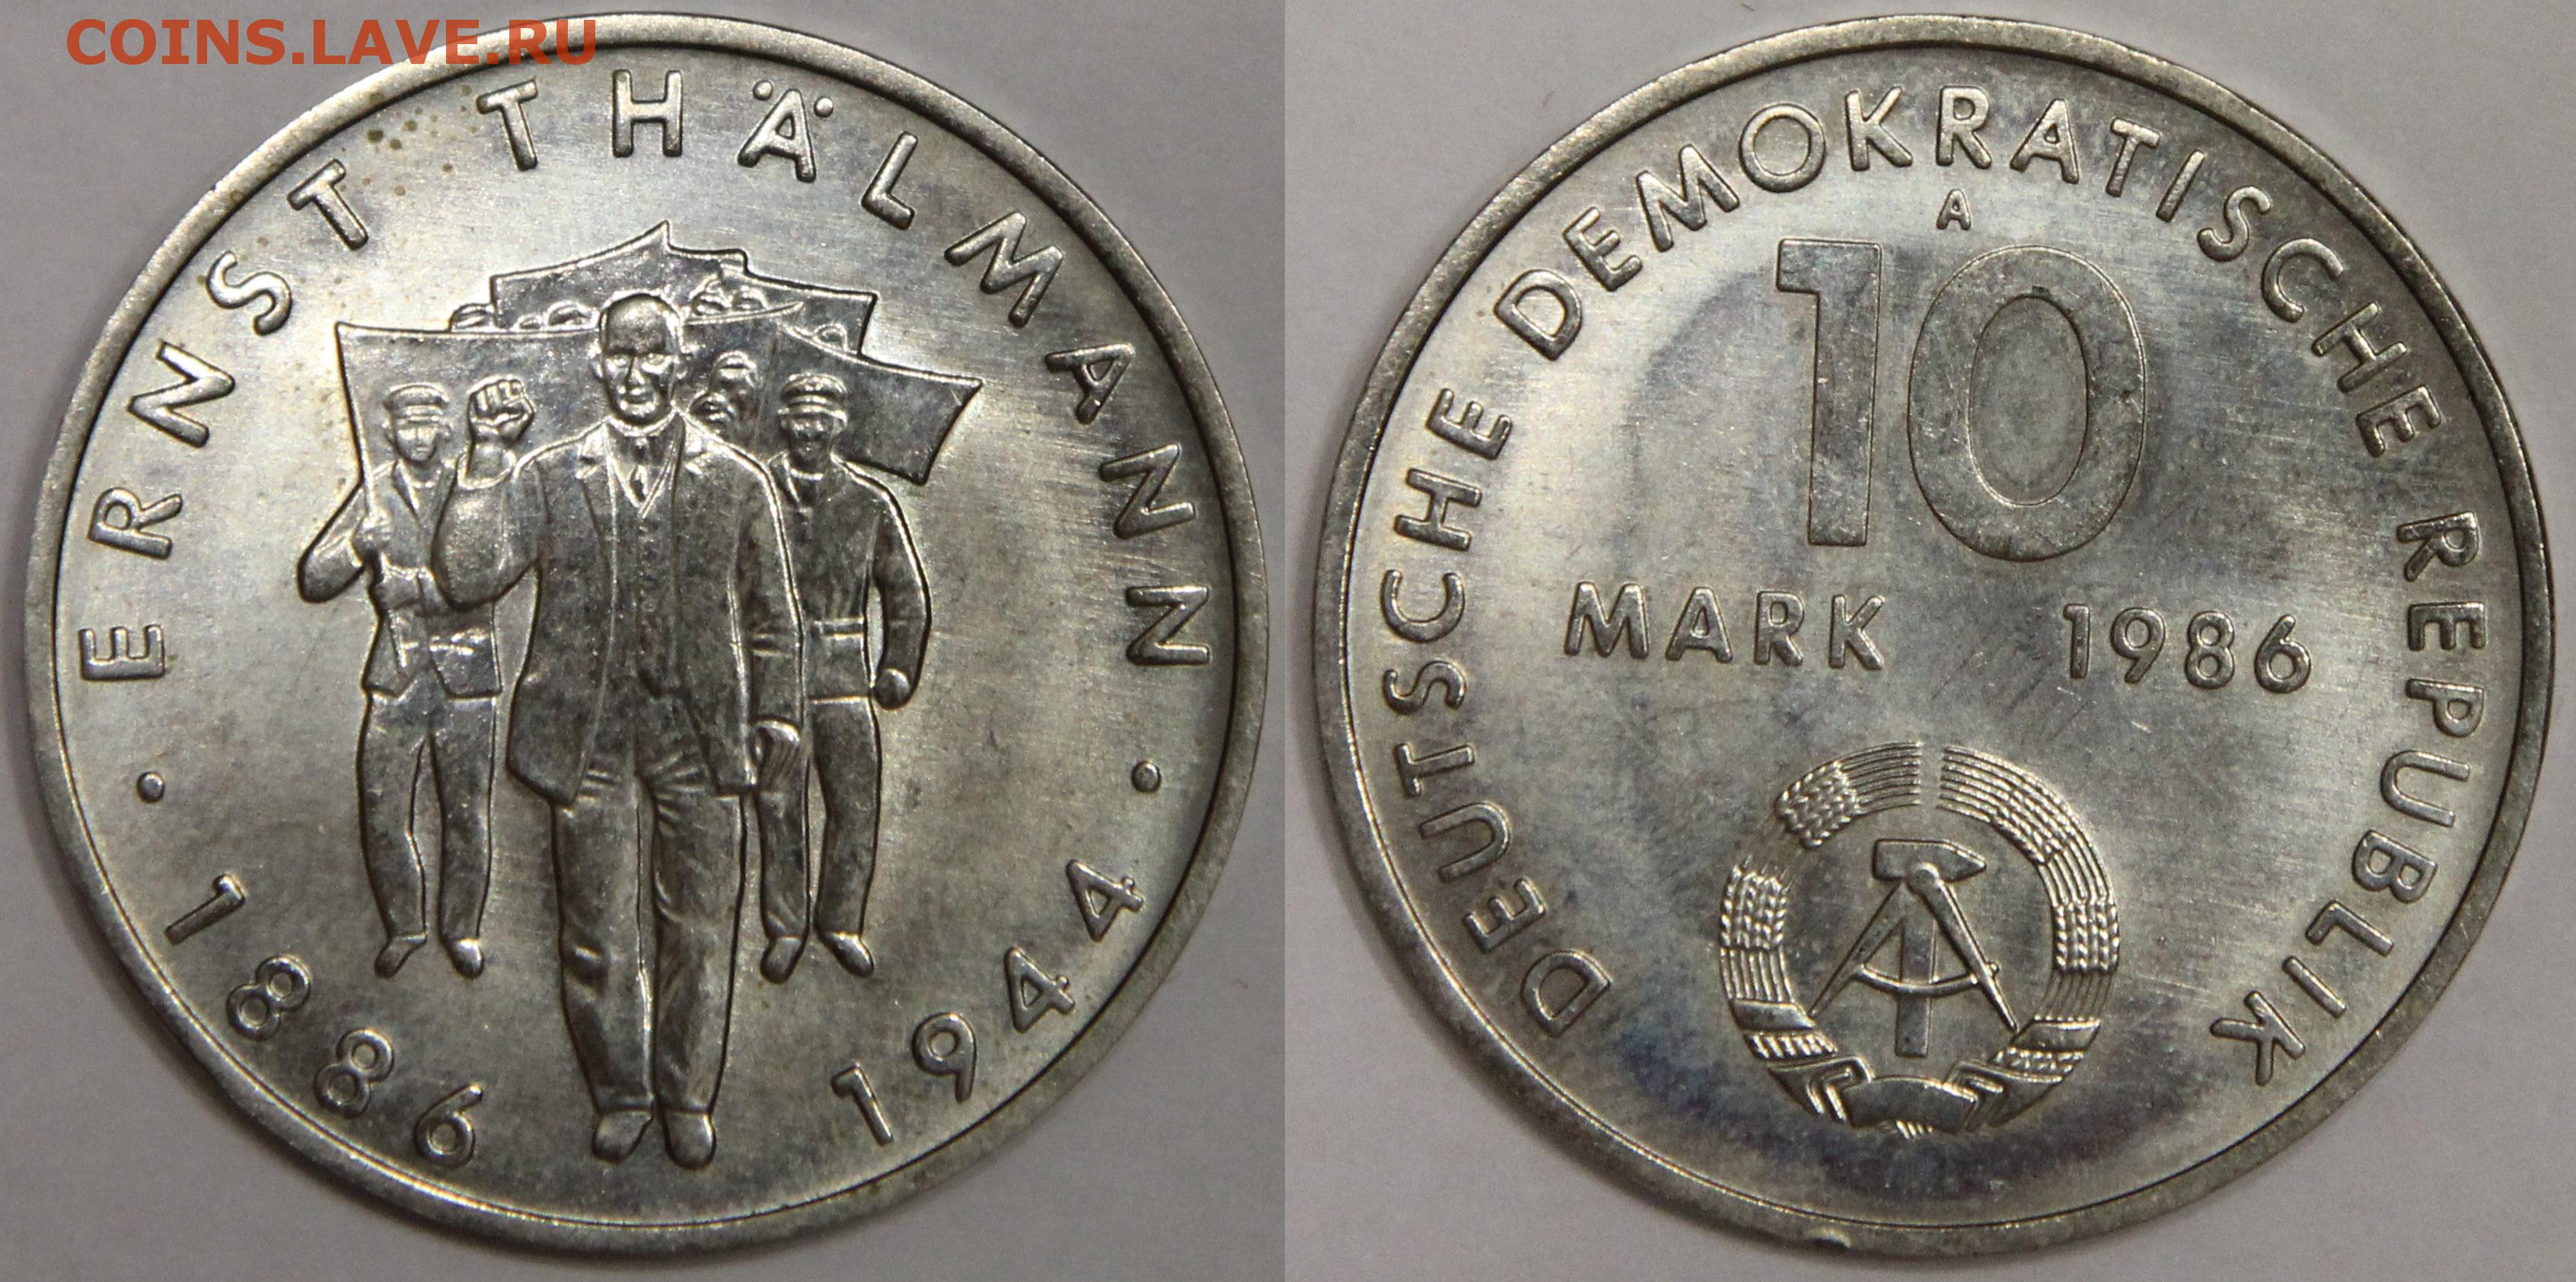 COINS.LAVE.RU
• ERNST THÄLMANN •
1886 1944
DEUTSCHE DEMOKRATISCHE REPUBLIK
A
10
MARK 1986